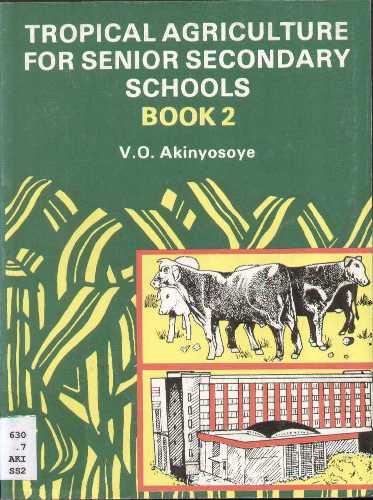 TROPICAL AGRICULTURE
FOR SENIOR SECONDARY
SCHOOLS
BOOK 2
V.O. Akinyosoye
630
.7
AKI
SS2